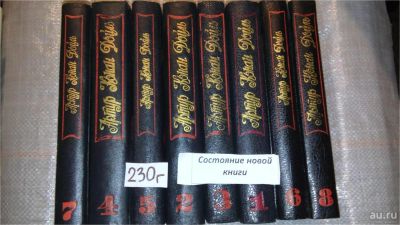 Артур Конан Дойль
7
Артур Конан Дойль
4
Артур Конан Дойль
5
Артур Конан Дойль
2
Артур Конан Дойль
3
Артур Конан Дойль
1
Артур Конан Дойль
6
Артур Конан Дойль
8
230г
Состояние новой
книги
au.ru